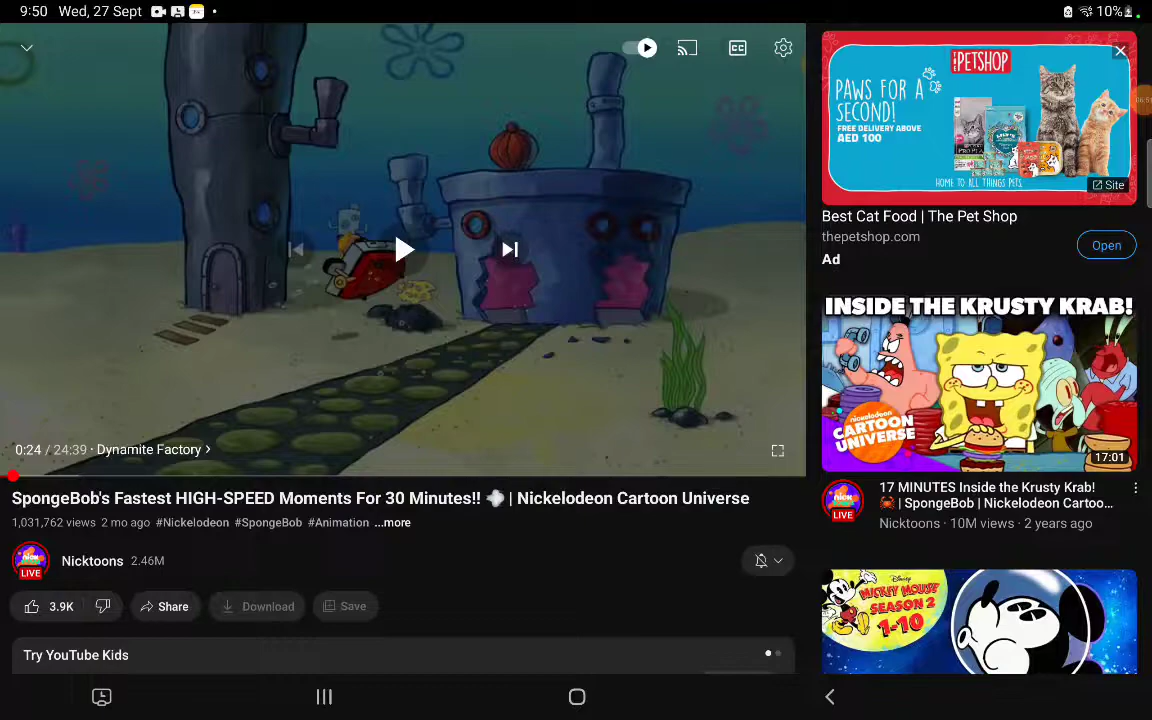 9:50 Wed, 27 Sept
10%
CC
0:24 / 24:39 · Dynamite Factory
SpongeBob's Fastest HIGH-SPEED Moments For 30 Minutes!! 💨 | Nickelodeon Cartoon Universe
1,031,762 views 2 mo ago #Nickelodeon #SpongeBob #Animation ...more
LIVE
Nicktoons 2.46M
3.9K
Share
Download
Save
Try YouTube Kids
THE PETSHOP
PAWS FOR A
SECOND!
FREE DELIVERY ABOVE
AED 100
HOME TO ALL THINGS PETS.
Site
Best Cat Food | The Pet Shop
thepetshop.com
Open
Ad
INSIDE THE KRUSTY KRAB!
nickelodeon
CARTOON
UNIVERSE
17:01
LIVE
17 MINUTES Inside the Krusty Krab!
🦀 | SpongeBob | Nickelodeon Cartoo...
Nicktoons · 10M views · 2 years ago
Disney
MICKEY MOUSE
SEASON 2
1-10